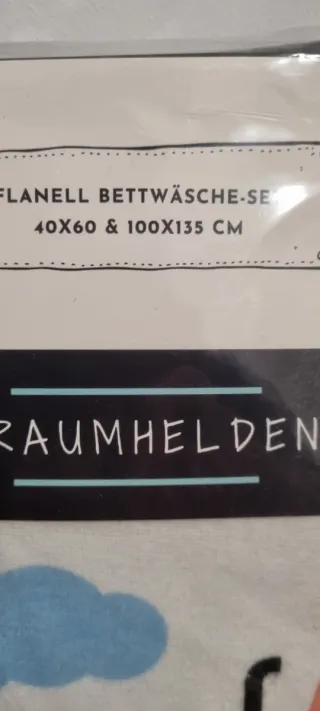 FLANELL BETTWÄSCHE-SE
40X60 & 100X135 CM
RAUMHELDEN